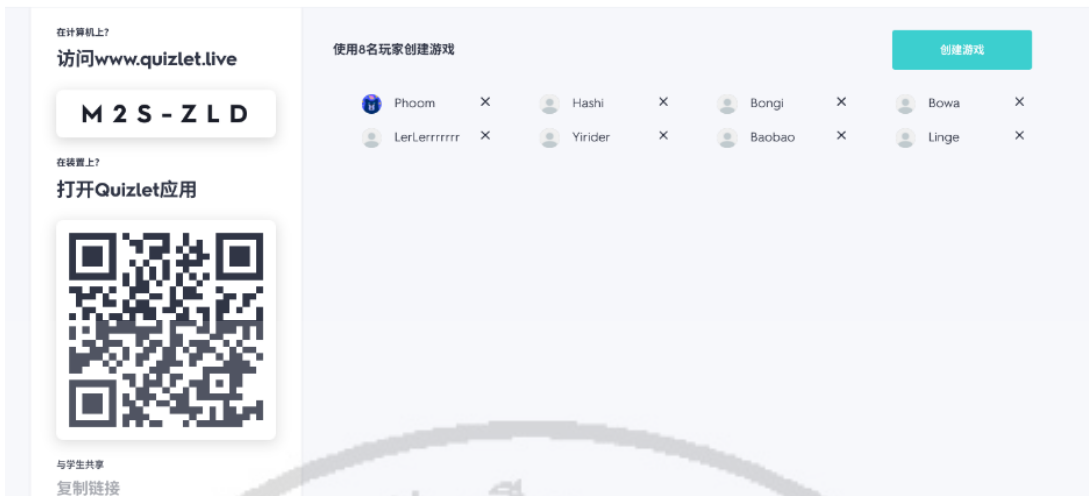 在计算机上?
访问www.quizlet.live
M2S-ZLD
在装置上?
打开Quizlet应用
与学生共享
复制链接
使用8名玩家创建游戏
创建游戏
Phoom × Hashi × Bongi × Bowa ×
LerLerrrrrrr × Yirider × Baobao × Linge ×